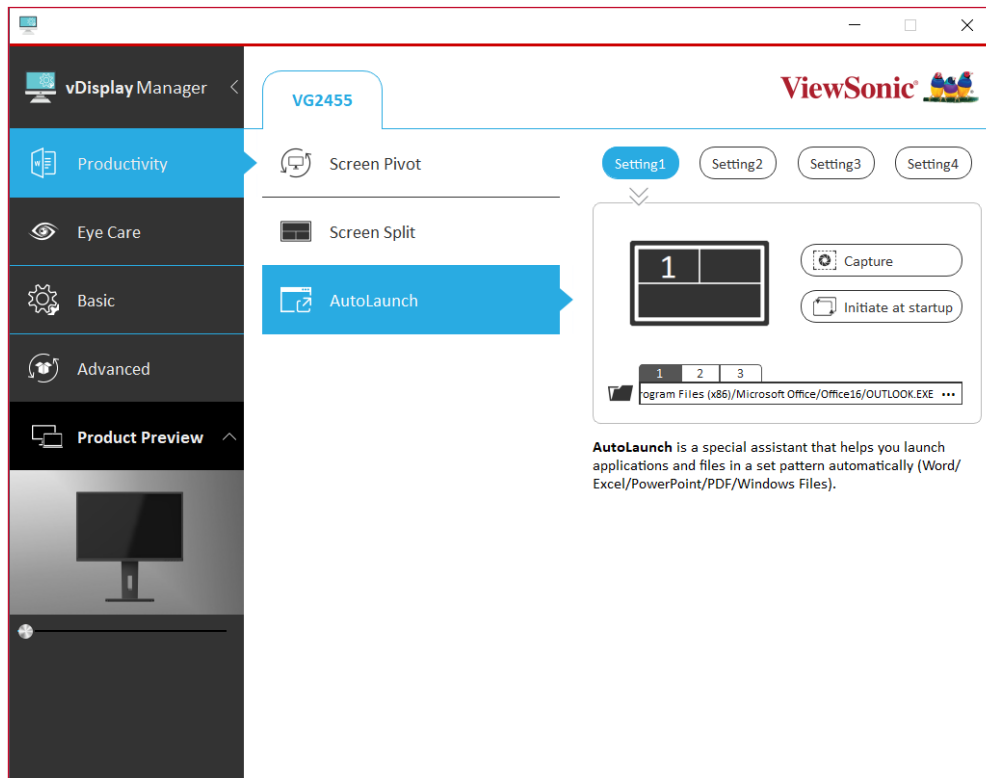 vDisplay Manager
VG2455
ViewSonic
Productivity
Eye Care
Basic
Advanced
Product Preview
Screen Pivot
Screen Split
AutoLaunch
Setting1
Setting2
Setting3
Setting4
1
Capture
Initiate at startup
1 2 3
rogram Files (x86)/Microsoft Office/Office16/OUTLOOK.EXE ...
AutoLaunch is a special assistant that helps you launch
applications and files in a set pattern automatically (Word/
Excel/PowerPoint/PDF/Windows Files).